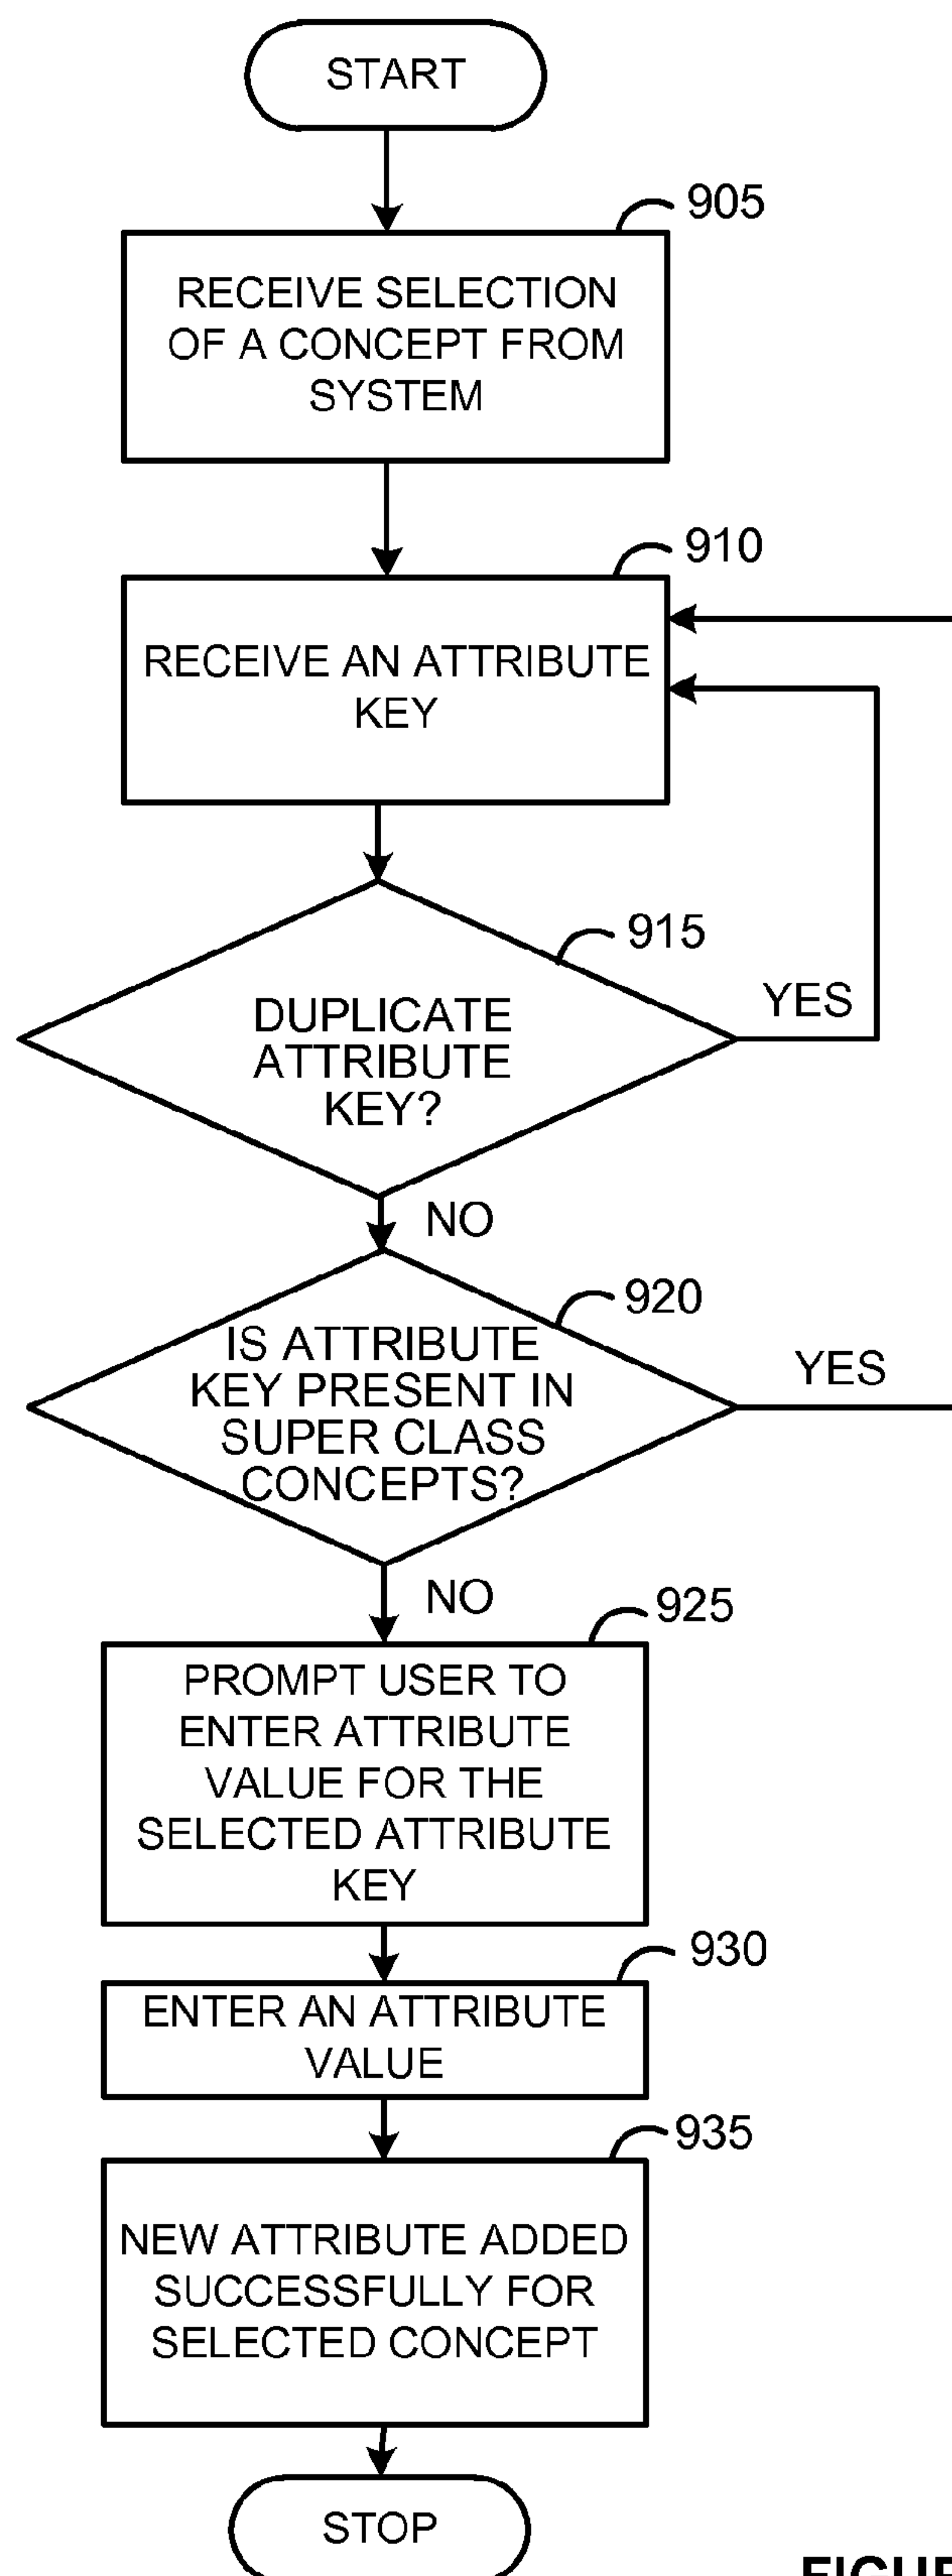 START
905
RECEIVE SELECTION
OF A CONCEPT FROM
SYSTEM
910
RECEIVE AN ATTRIBUTE
KEY
915
DUPLICATE
ATTRIBUTE
KEY?
YES
NO
920
IS ATTRIBUTE
KEY PRESENT IN
SUPER CLASS
CONCEPTS?
YES
NO
925
PROMPT USER TO
ENTER ATTRIBUTE
VALUE FOR THE
SELECTED ATTRIBUTE
KEY
930
ENTER AN ATTRIBUTE
VALUE
935
NEW ATTRIBUTE ADDED
SUCCESSFULLY FOR
SELECTED CONCEPT
STOP